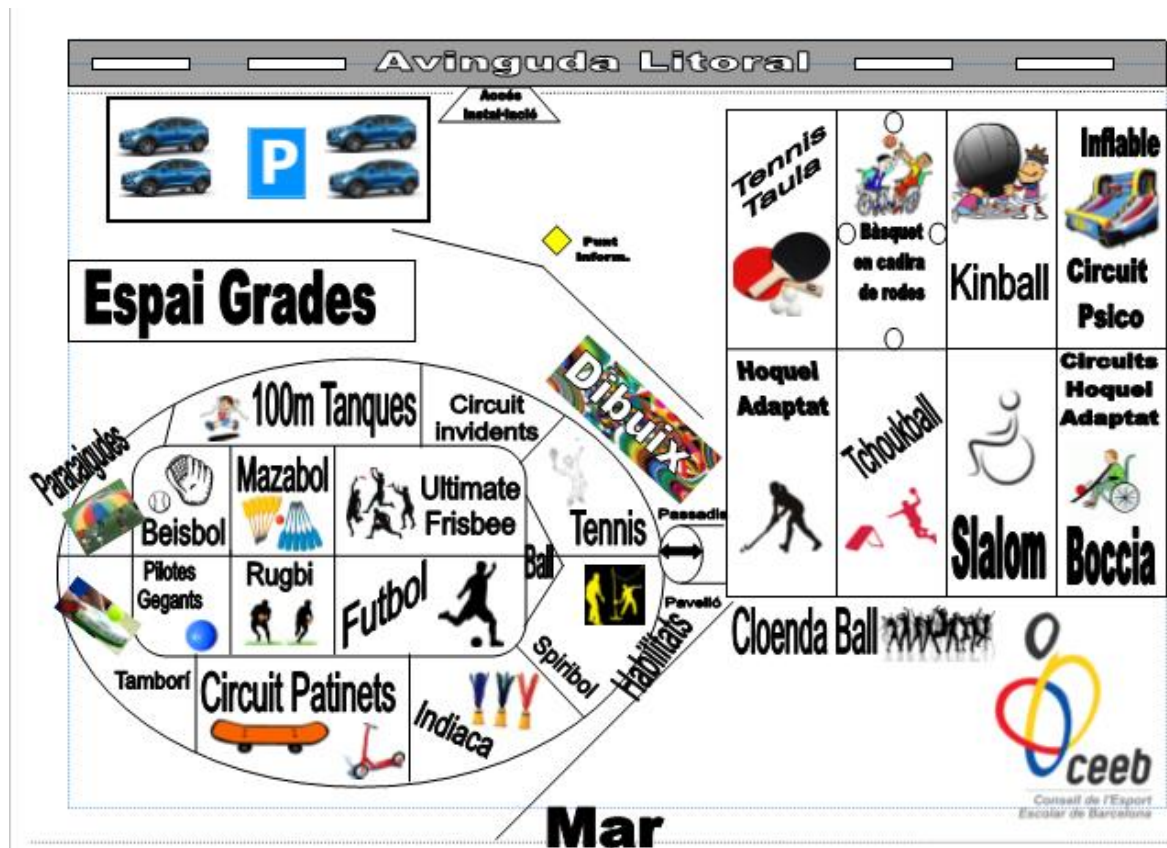 Avinguda Litoral
Accés
Instal·lació
P
Punt
Inform.
Espai Grades
Tennis
Taula
Bàsquet
en cadira
de rodes
Kinball
Inflable
Circuit
Psico
Dibuix
100m Tanques
Circuit
invidents
Paracaigudes
Beisbol
Mazabol
Ultimate
Frisbee
Tennis
Ball
Pilotes
Gegants
Rugbi
Futbol
Passadis
Pavelló
Hoquei
Adaptat
Tchoukball
Slalom
Circuits
Hoquei
Adaptat
Boccia
Tamborí
Circuit Patinets
Indiaca
Spiribol
Habilitats
Cloenda Ball
ceeb
Consell de l'Esport
Escolar de Barcelona
Mar